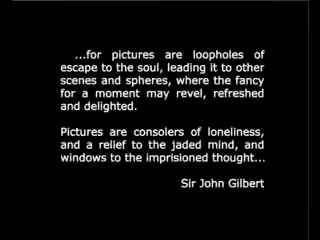 ...for pictures are loopholes of
escape to the soul, leading it to other
scenes and spheres, where the fancy
for a moment may revel, refreshed
and delighted.
Pictures are consolers of loneliness,
and a relief to the jaded mind, and
windows to the imprisioned thought...
Sir John Gilbert